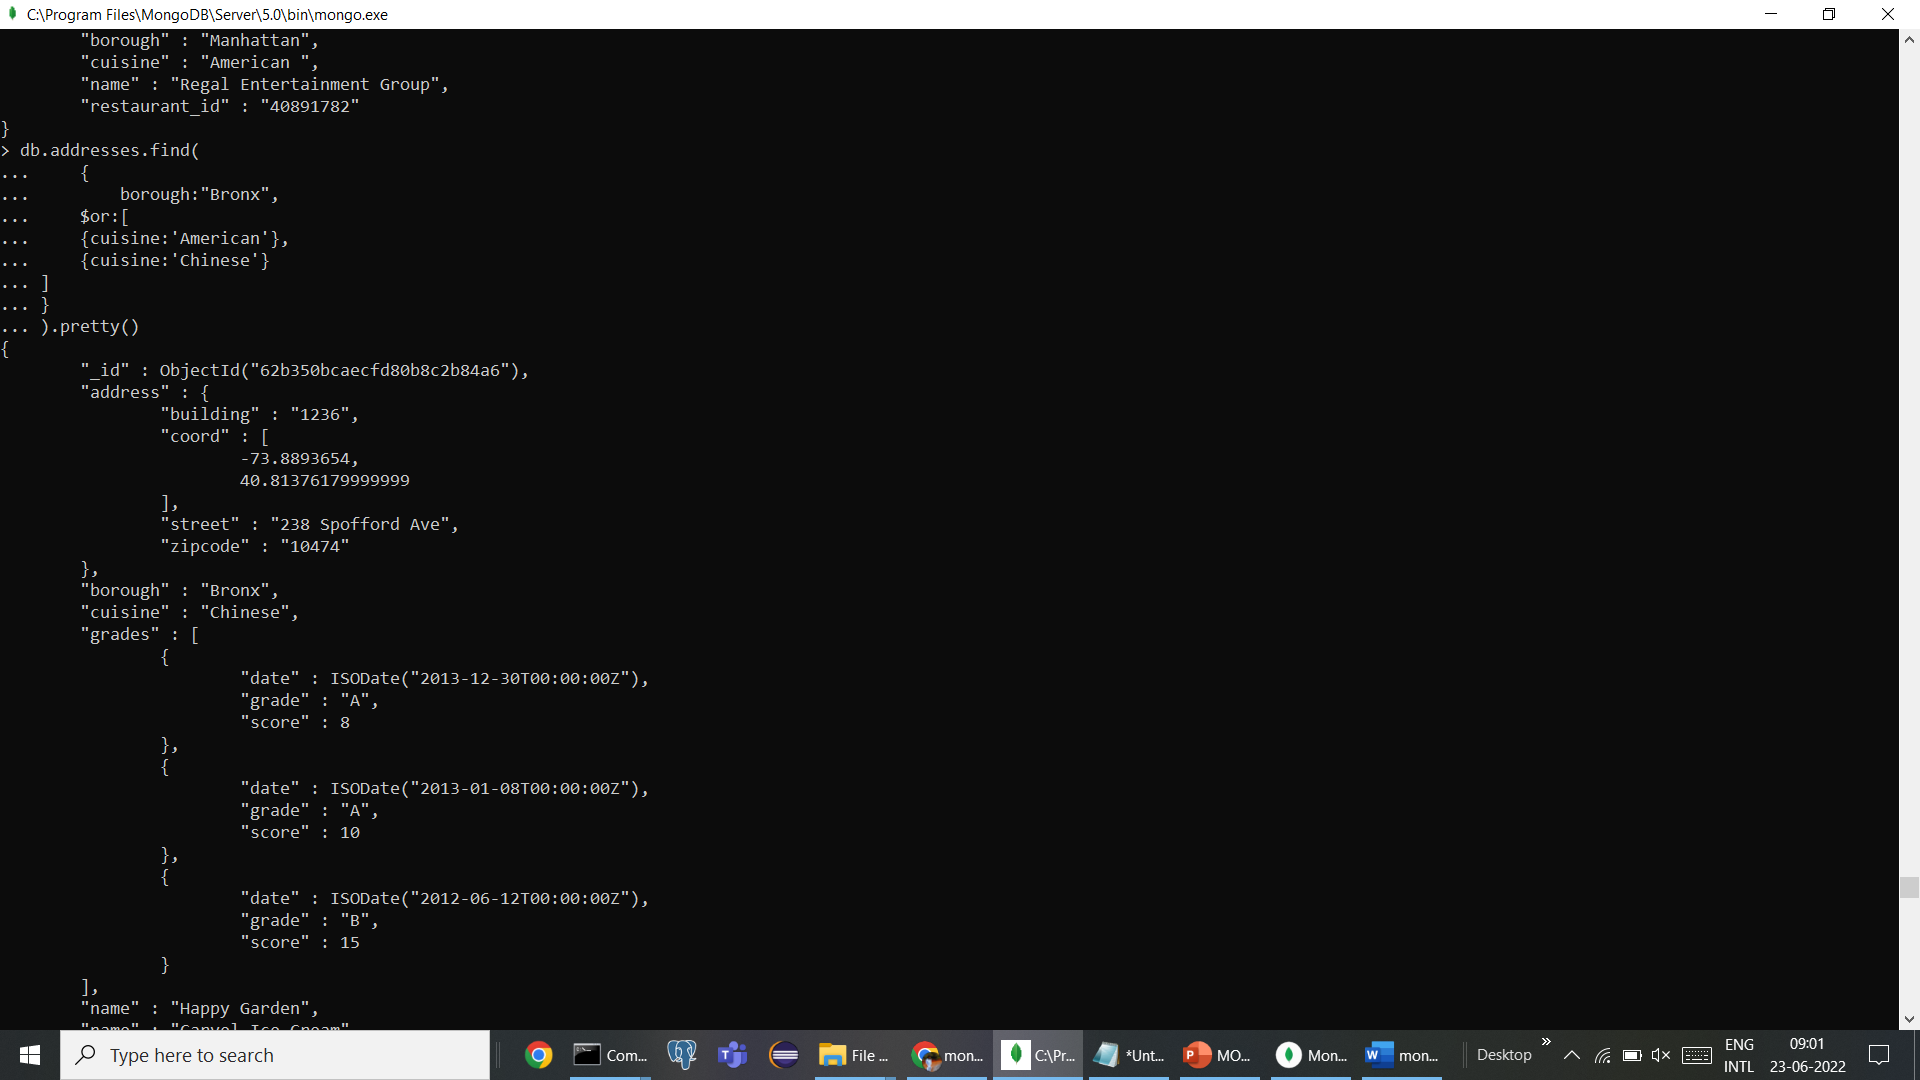 C:\Program Files\MongoDB\Server\5.0\bin\mongo.exe
"borough" : "Manhattan",
"cuisine" : "American ",
"name" : "Regal Entertainment Group",
"restaurant_id" : "40891782"
}
> db.addresses.find(
...     {
...         borough:"Bronx",
...     $or:[
...     {cuisine:'American'},
...     {cuisine:'Chinese'}
... ]
... }
... ).pretty()
{
"_id" : ObjectId("62b350bcaecfd80b8c2b84a6"),
"address" : {
"building" : "1236",
"coord" : [
-73.8893654,
40.81376179999999
],
"street" : "238 Spofford Ave",
"zipcode" : "10474"
},
"borough" : "Bronx",
"cuisine" : "Chinese",
"grades" : [
{
"date" : ISODate("2013-12-30T00:00:00Z"),
"grade" : "A",
"score" : 8
},
{
"date" : ISODate("2013-01-08T00:00:00Z"),
"grade" : "A",
"score" : 10
},
{
"date" : ISODate("2012-06-12T00:00:00Z"),
"grade" : "B",
"score" : 15
}
],
"name" : "Happy Garden",
"name" : "Carvel Ice Cream"
Type here to search
Com...
File ...
mon...
C:\Pr...
*Unt...
MO...
Mon...
mon...
Desktop
ENG
INTL
09:01
23-06-2022